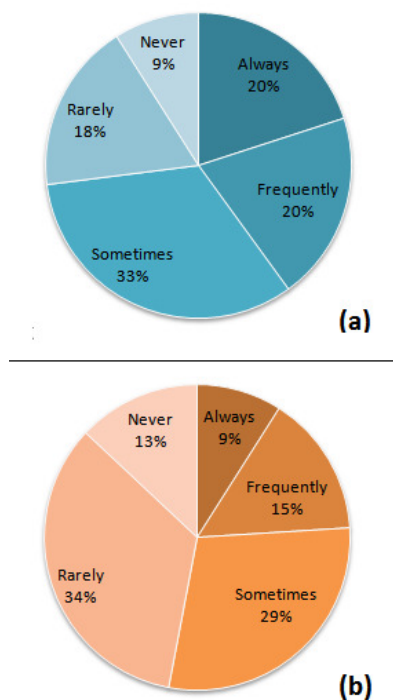 Never
9%
Always
20%
Rarely
18%
Frequently
20%
Sometimes
33%
(a)
Never
13%
Always
9%
Frequently
15%
Rarely
34%
Sometimes
29%
(b)